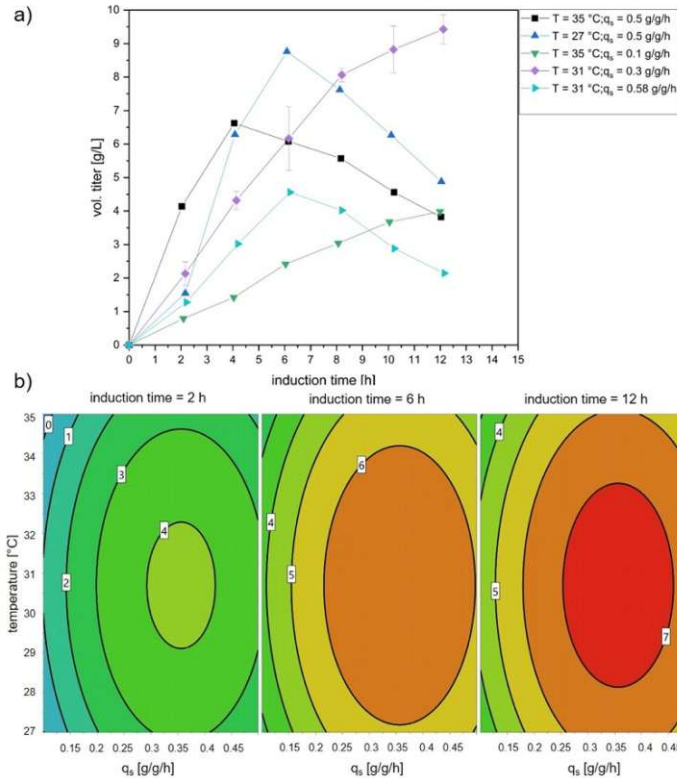 a)
T = 35 °C;qs = 0.5 g/g/h
T = 27 °C;qs = 0.5 g/g/h
T = 35 °C;qs = 0.1 g/g/h
T = 31 °C;qs = 0.3 g/g/h
T = 31 °C;qs = 0.58 g/g/h
vol. titer [g/L]
10
9
8
7
6
5
4
3
2
1
0
0 1 2 3 4 5 6 7 8 9 10 11 12 13 14 15
induction time [h]
b)
induction time = 2 h induction time = 6 h induction time = 12 h
temperature [°C]
35
34
33
32
31
30
29
28
27
0 1 3 4 2
6 4 5
4 5 7
0.15 0.2 0.25 0.3 0.35 0.4 0.45 0.15 0.2 0.25 0.3 0.35 0.4 0.45 0.15 0.2 0.25 0.3 0.35 0.4 0.45
qs [g/g/h] qs [g/g/h] qs [g/g/h]